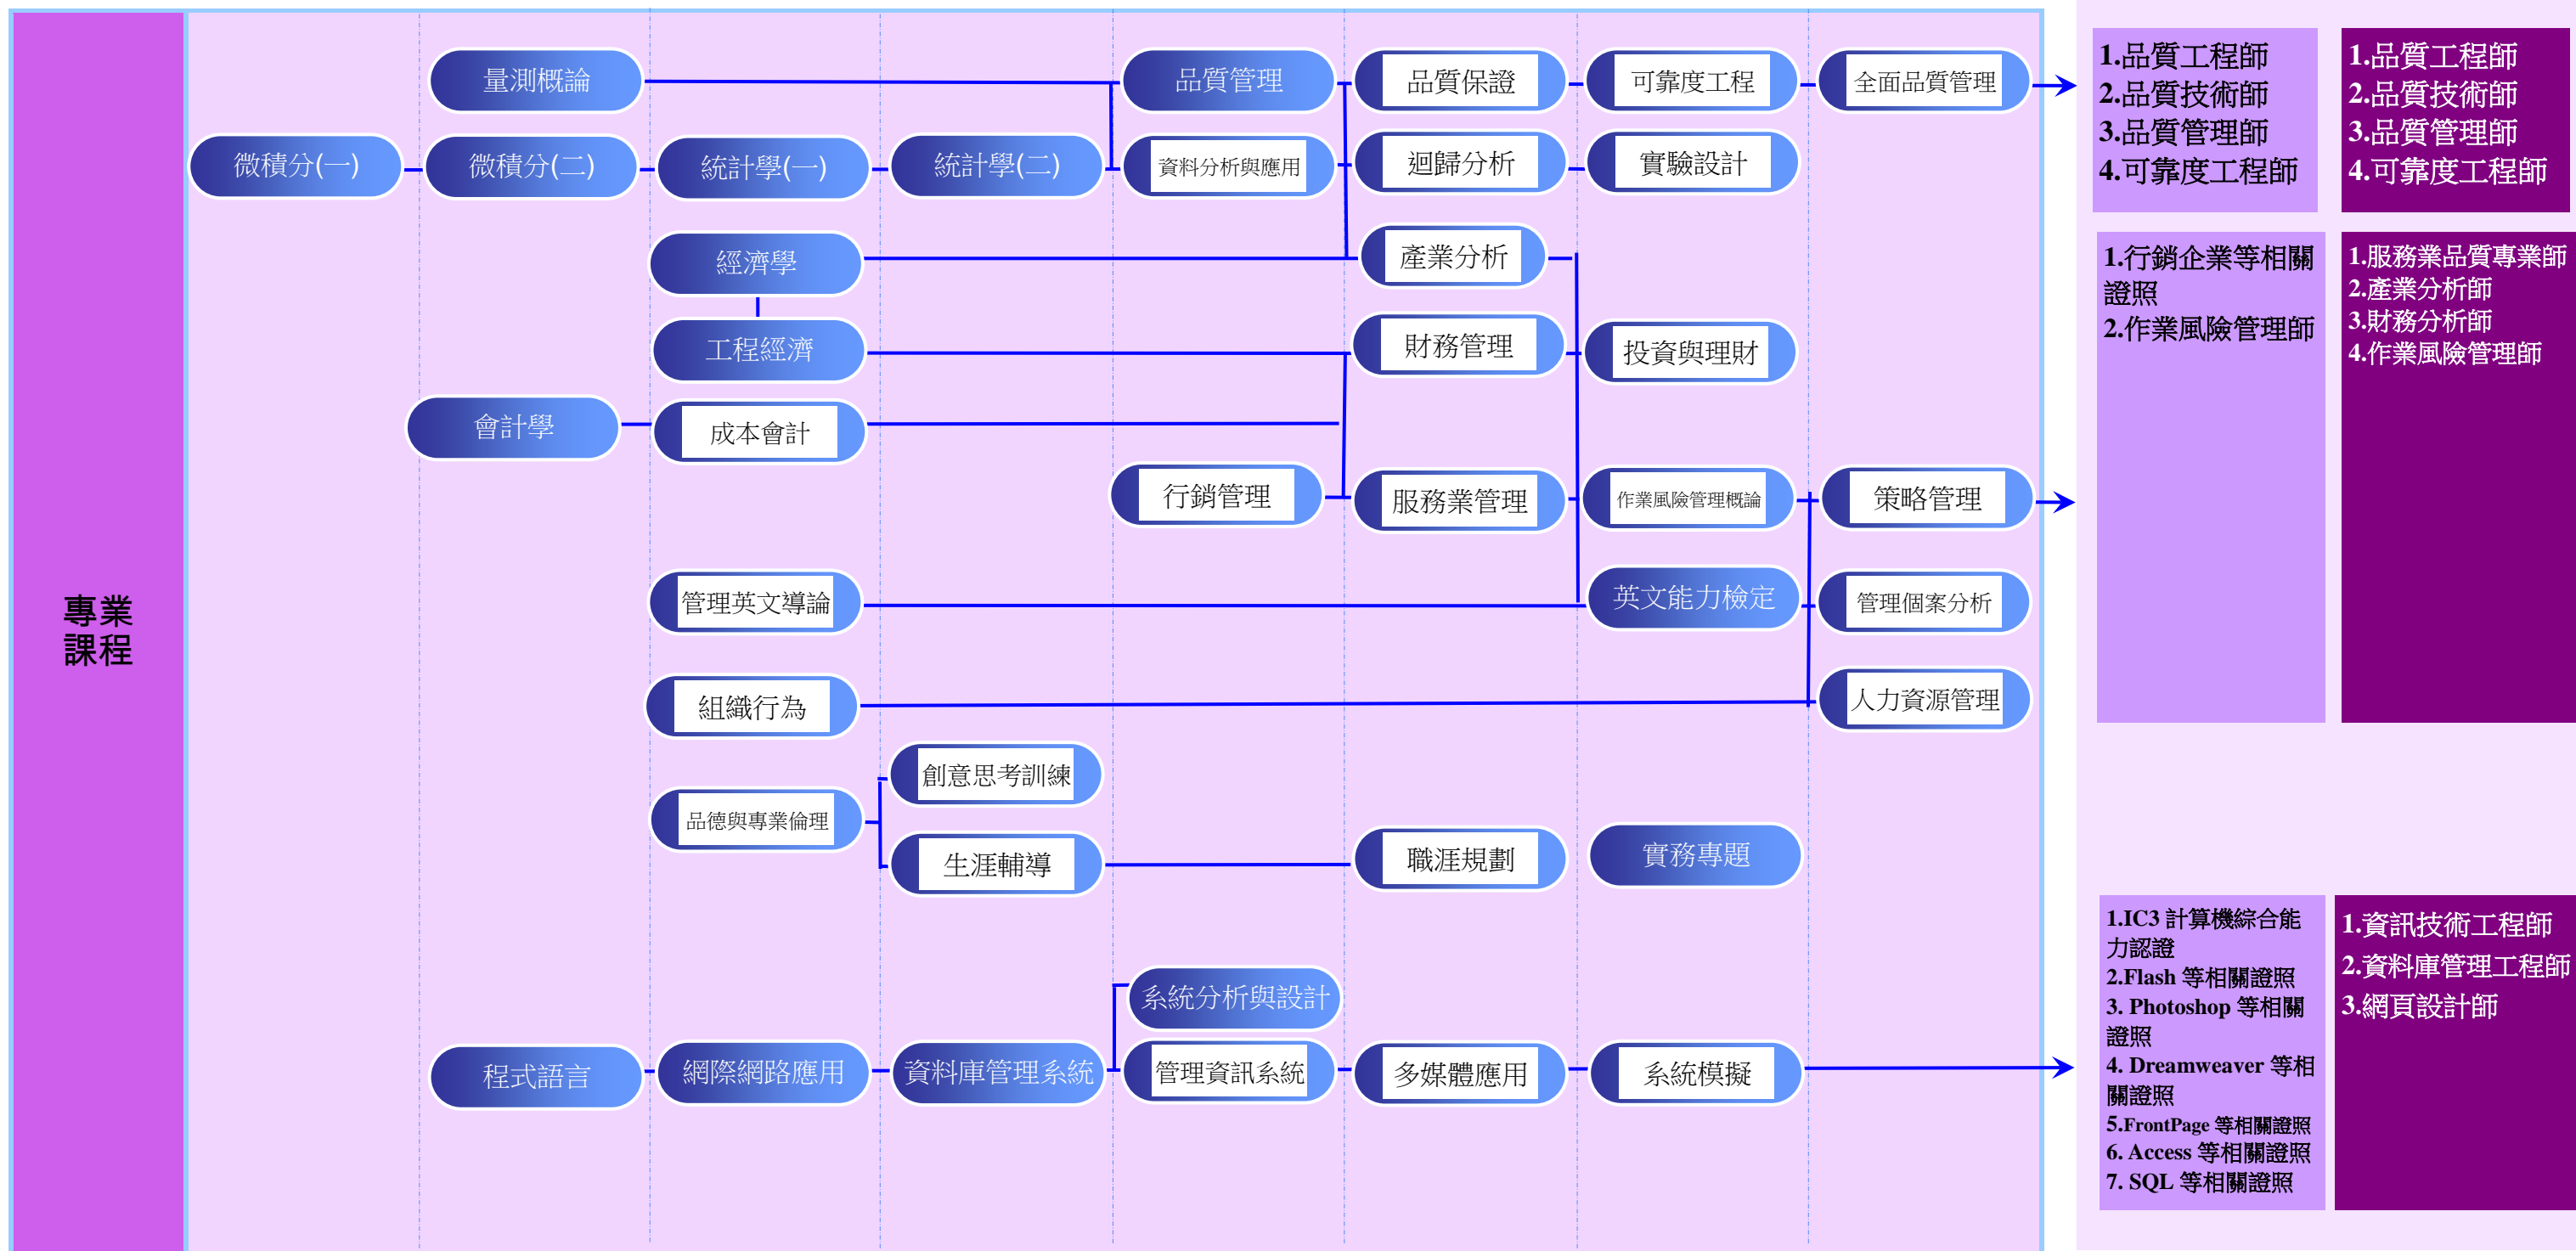 專業
課程
量測概論
品質管理
品質保證
可靠度工程
全面品質管理
微積分(一)
微積分(二)
統計學(一)
統計學(二)
資料分析與應用
迴歸分析
實驗設計
經濟學
產業分析
工程經濟
財務管理
投資與理財
會計學
成本會計
行銷管理
服務業管理
作業風險管理概論
策略管理
管理英文導論
英文能力檢定
管理個案分析
組織行為
人力資源管理
創意思考訓練
品德與專業倫理
生涯輔導
職涯規劃
實務專題
系統分析與設計
程式語言
網際網路應用
資料庫管理系統
管理資訊系統
多媒體應用
系統模擬
1.品質工程師
2.品質技術師
3.品質管理師
4.可靠度工程師
1.品質工程師
2.品質技術師
3.品質管理師
4.可靠度工程師
1.行銷企業等相關
證照
2.作業風險管理師
1.服務業品質專業師
2.產業分析師
3.財務分析師
4.作業風險管理師
1.IC3 計算機綜合能
力認證
2.Flash 等相關證照
3. Photoshop 等相關
證照
4. Dreamweaver 等相
關證照
5.FrontPage 等相關證照
6. Access 等相關證照
7. SQL 等相關證照
1.資訊技術工程師
2.資料庫管理工程師
3.網頁設計師